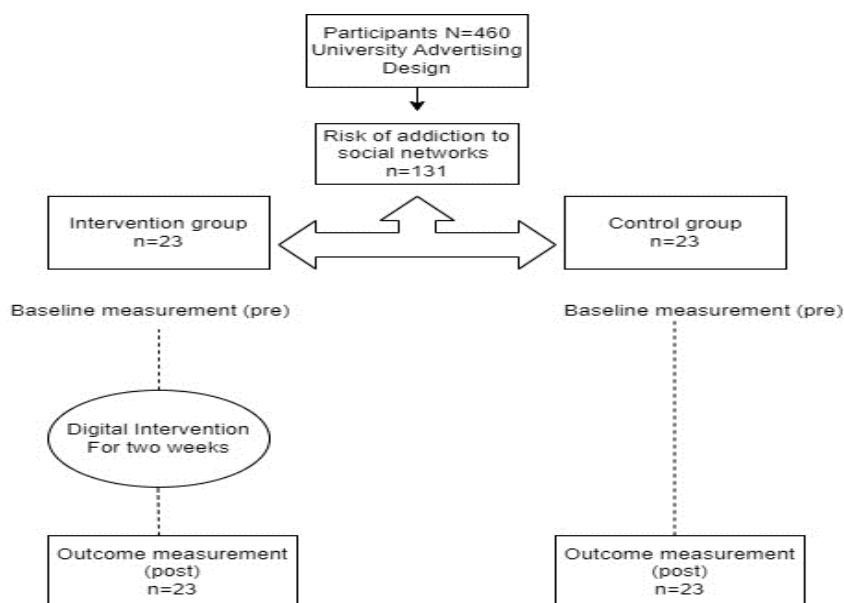 Participants N=460
University Advertising
Design
Risk of addiction to
social networks
n=131
Intervention group
n=23
Control group
n=23
Baseline measurement (pre)
Baseline measurement (pre)
Digital Intervention
For two weeks
Outcome measurement
(post)
n=23
Outcome measurement
(post)
n=23